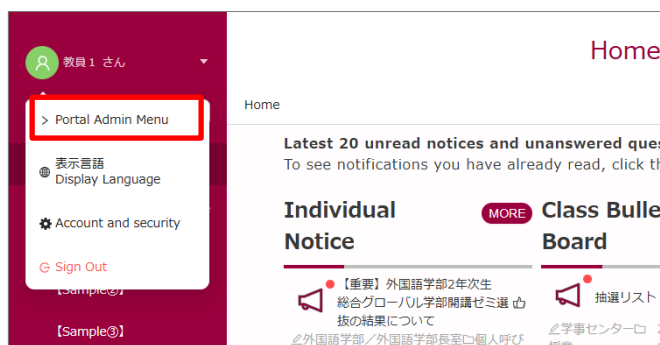 教員1 さん
Home
Home
> Portal Admin Menu
表示言語
Display Language
Account and security
Sign Out
【Sample②】
【Sample③】
Latest 20 unread notices and unanswered
To see notifications you have already read, click
Individual
Notice
MORE
【重要】外国語学部2年次生
総合グローバル学部開講ゼミ選
抜の結果について
外国語学部／外国語学部長室 個人呼び
Class
Board
抽選リスト
学事センター